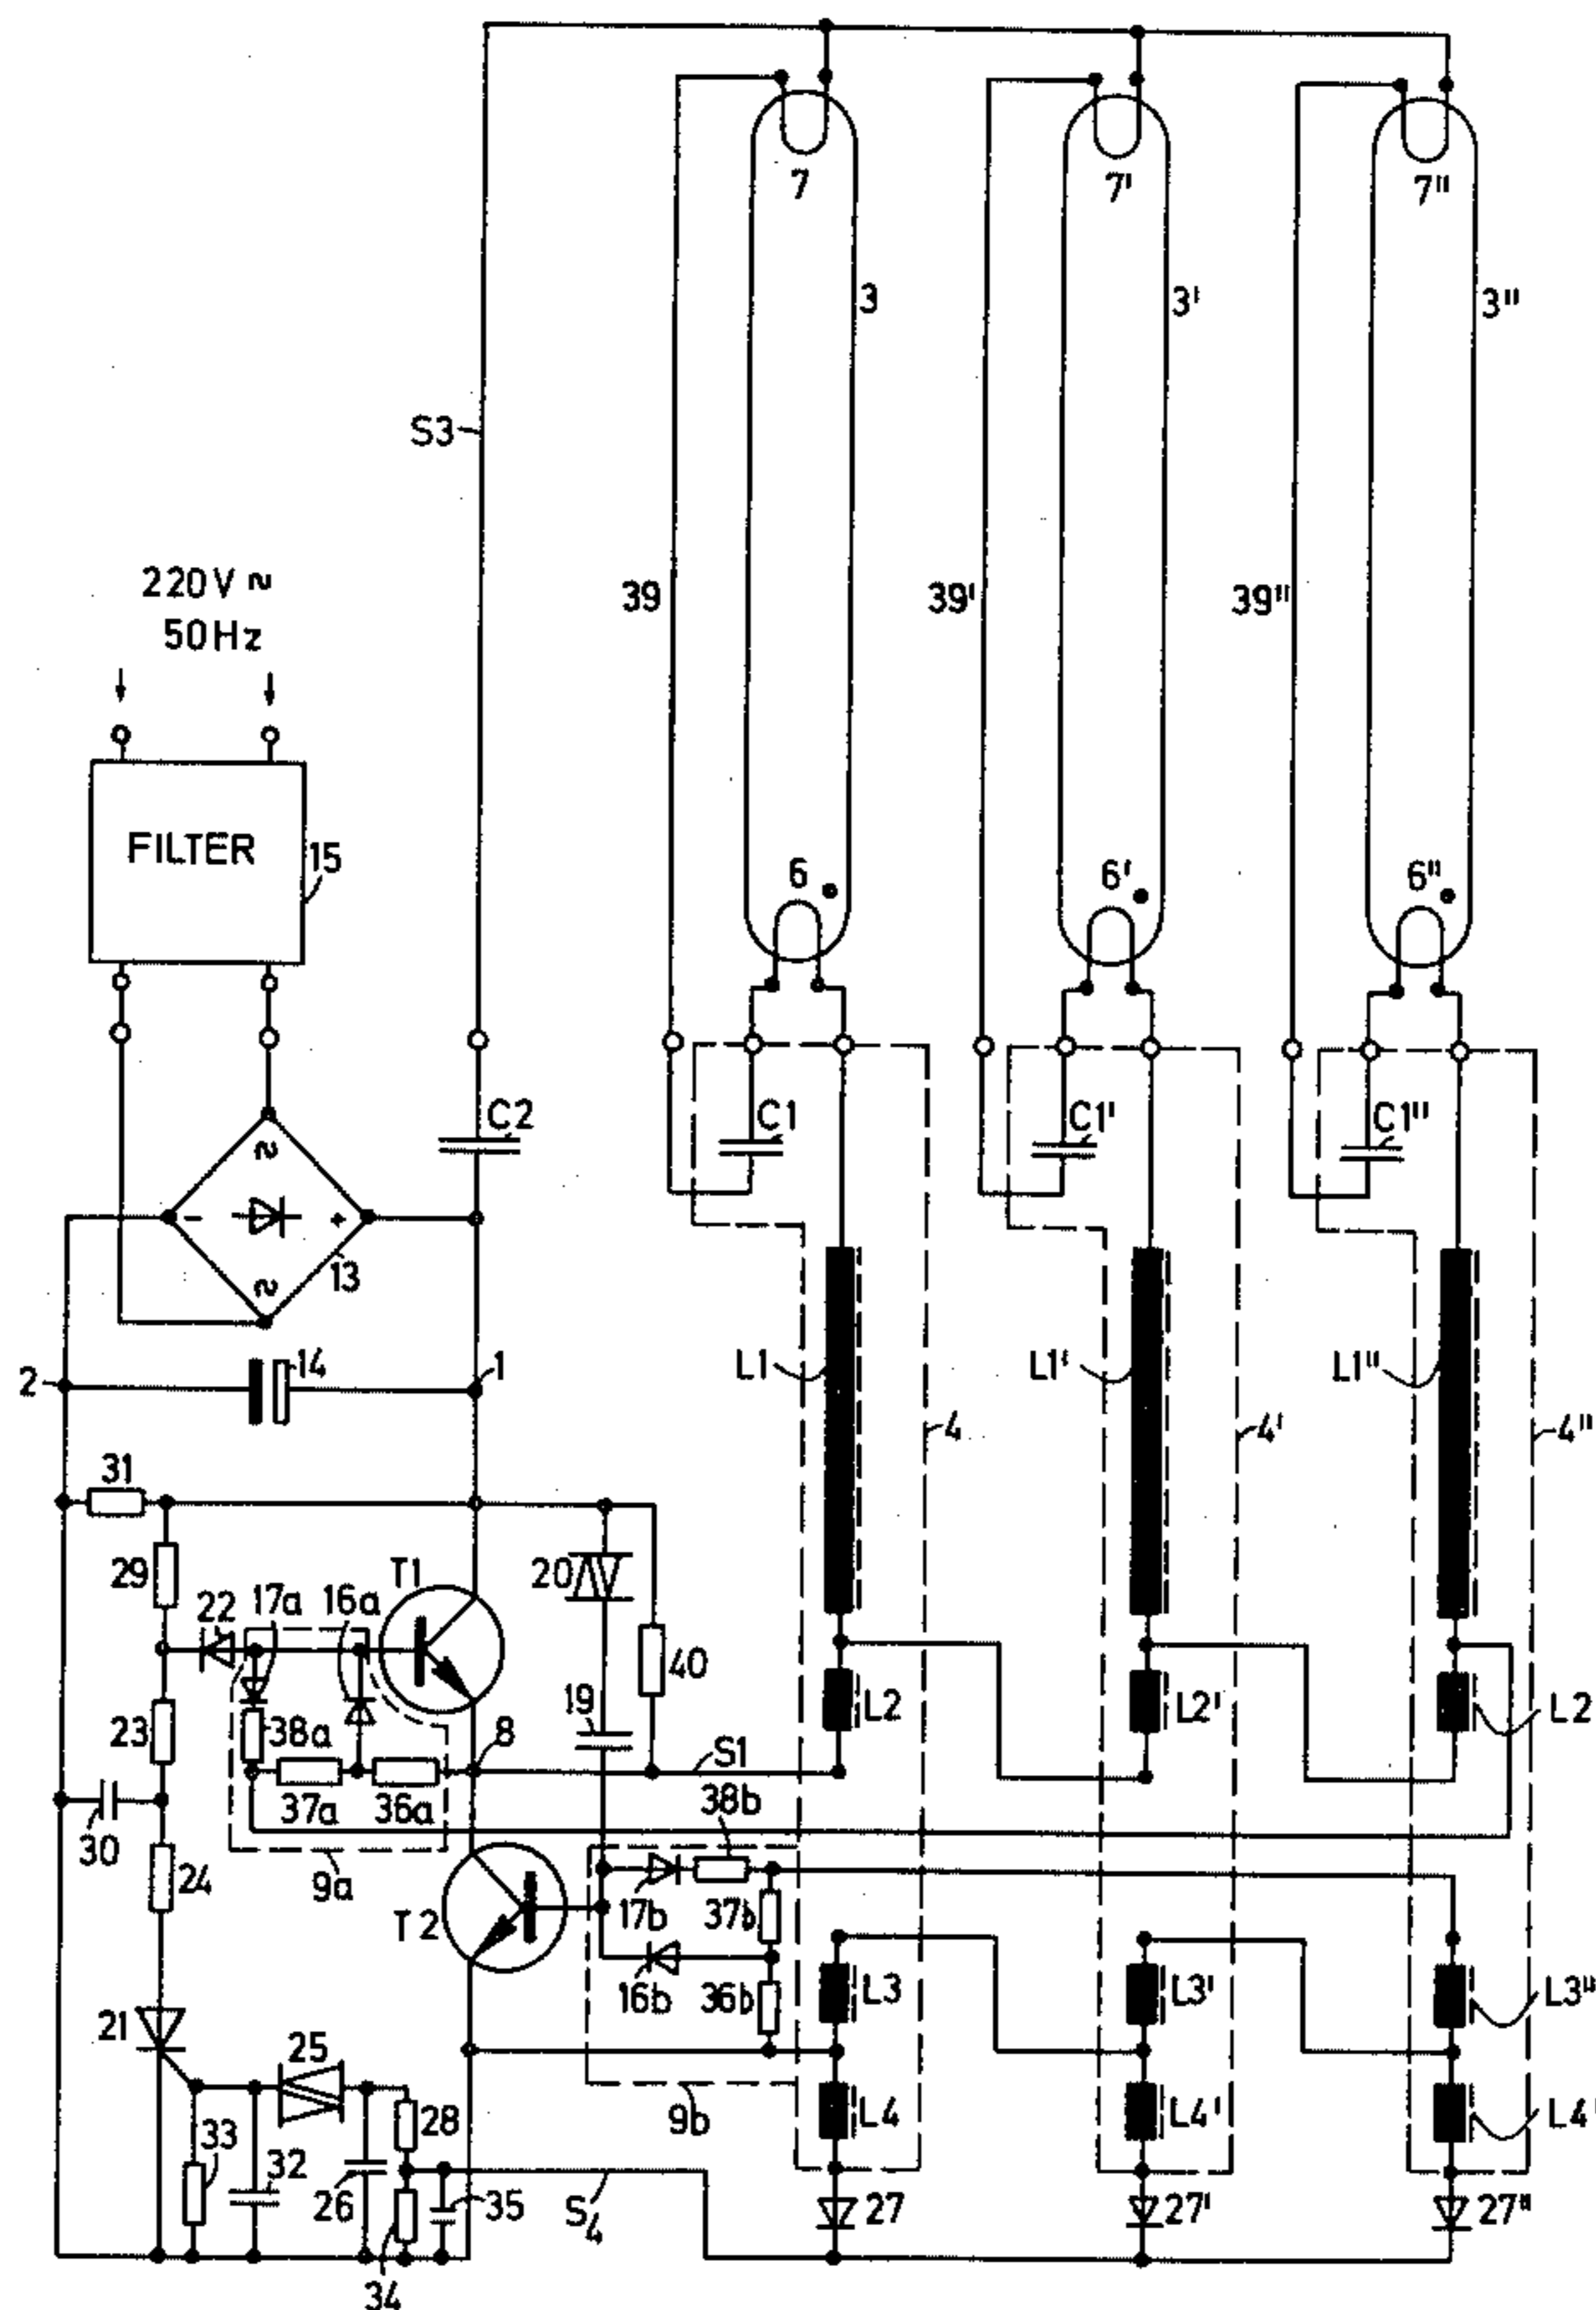 7
7'
7"
3
3'
3"
S3
220V ~
50Hz
39
39'
39"
FILTER
15
6
6'
6"
C2
C1
C1'
C1"
~
- +
~
13
14
2
1
L1
L1'
L1"
4
4'
4"
31
29
T1
20
22
17a
16a
40
L2
L2'
L2
23
38a
19
8
S1
37a
36a
38b
30
24
9a
17b
37b
T2
16b
36b
L3
L3'
L3"
21
25
9b
L4
L4'
L4'
28
33
32
26
35
S4
27
27'
27"
34